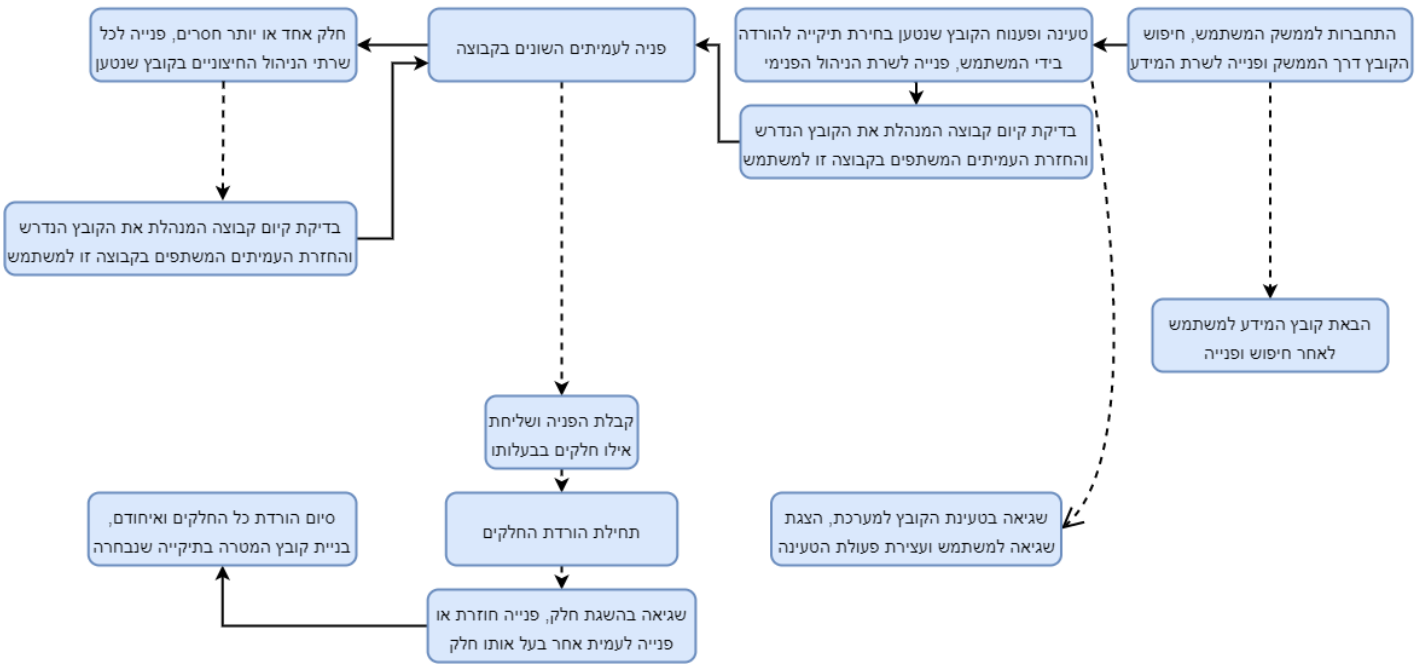 התחברות לממשק המשתמש, חיפוש
הקובץ דרך הממשק ופנייה לשרת המידע
טעינה ופענוח הקובץ שנטען בחירת תיקייה להורדה
בידי המשתמש, פנייה לשרת הניהול הפנימי
פניה לעמיתים השונים בקבוצה
חלק אחד או יותר חסרים, פנייה לכל
שרתי הניהול החיצוניים בקובץ שנטען
בדיקת קיום קבוצה המנהלת את הקובץ הנדרש
והחזרת העמיתים המשתפים בקבוצה זו למשתמש
בדיקת קיום קבוצה המנהלת את הקובץ הנדרש
והחזרת העמיתים המשתפים בקבוצה זו למשתמש
הבאת קובץ המידע למשתמש
לאחר חיפוש ופנייה
קבלת הפניה ושליחת
אילו חלקים בבעלותו
שגיאה בטעינת הקובץ למערכת, הצגת
שגיאה למשתמש ועצירת פעולת הטעינה
תחילת הורדת החלקים
סיום הורדת כל החלקים ואיחודם,
בניית קובץ המטרה בתיקייה שנבחרה
שגיאה בהשגת חלק, פנייה חוזרת או
פנייה לעמית אחר בעל אותו חלק